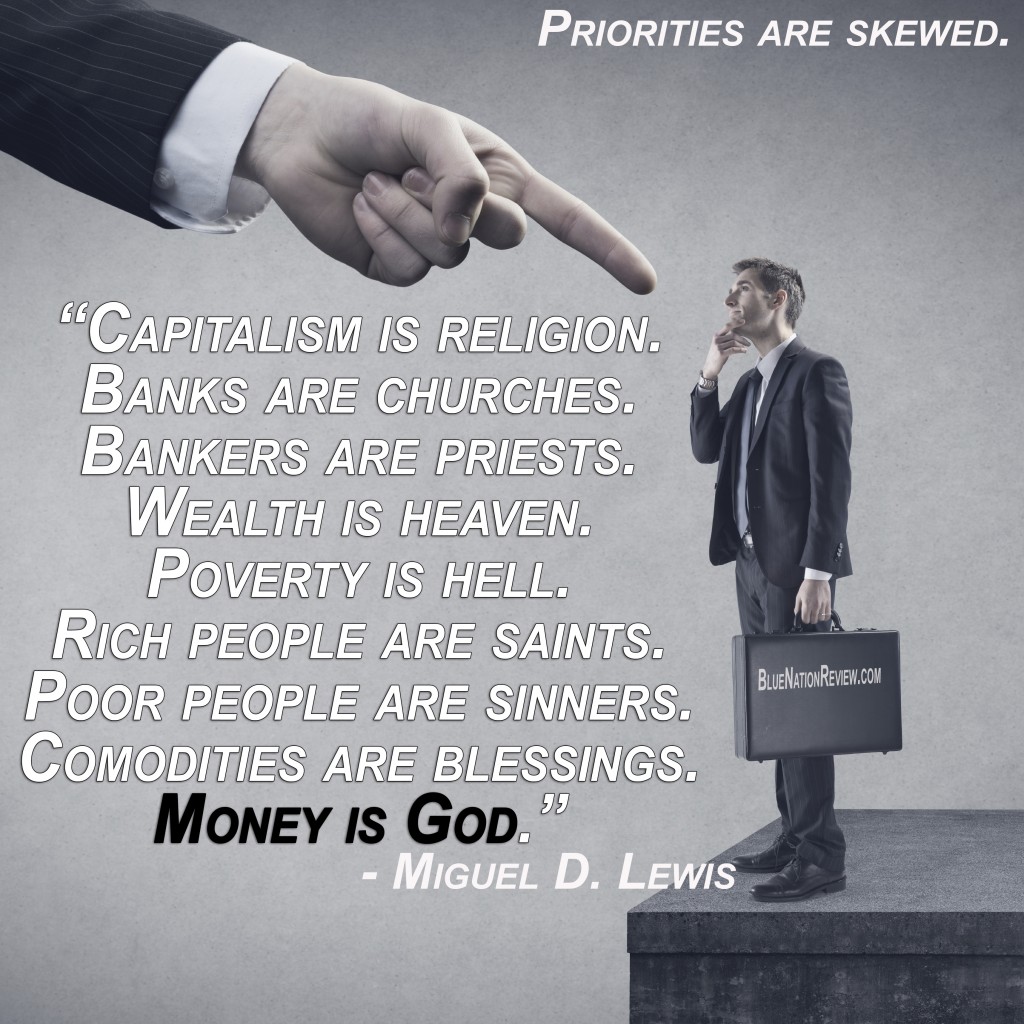 Priorities are skewed.
“Capitalism is religion.
Banks are churches.
Bankers are priests.
Wealth is heaven.
Poverty is hell.
Rich people are saints.
Poor people are sinners.
Comodities are blessings.
Money is God.”
- Miguel D. Lewis
BlueNationReview.com